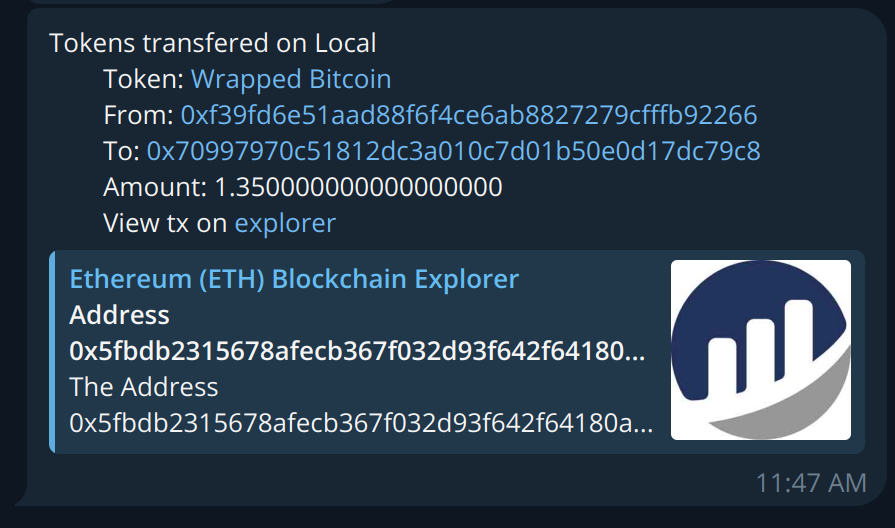 Tokens transfered on Local
Token: Wrapped Bitcoin
From: 0xf39fd6e51aad88f6f4ce6ab8827279cfffb92266
To: 0x70997970c51812dc3a010c7d01b50e0d17dc79c8
Amount: 1.350000000000000000
View tx on explorer
Ethereum (ETH) Blockchain Explorer
Address
0x5fbdb2315678afecb367f032d93f642f64180...
The Address
0x5fbdb2315678afecb367f032d93f642f64180a...
11:47 AM